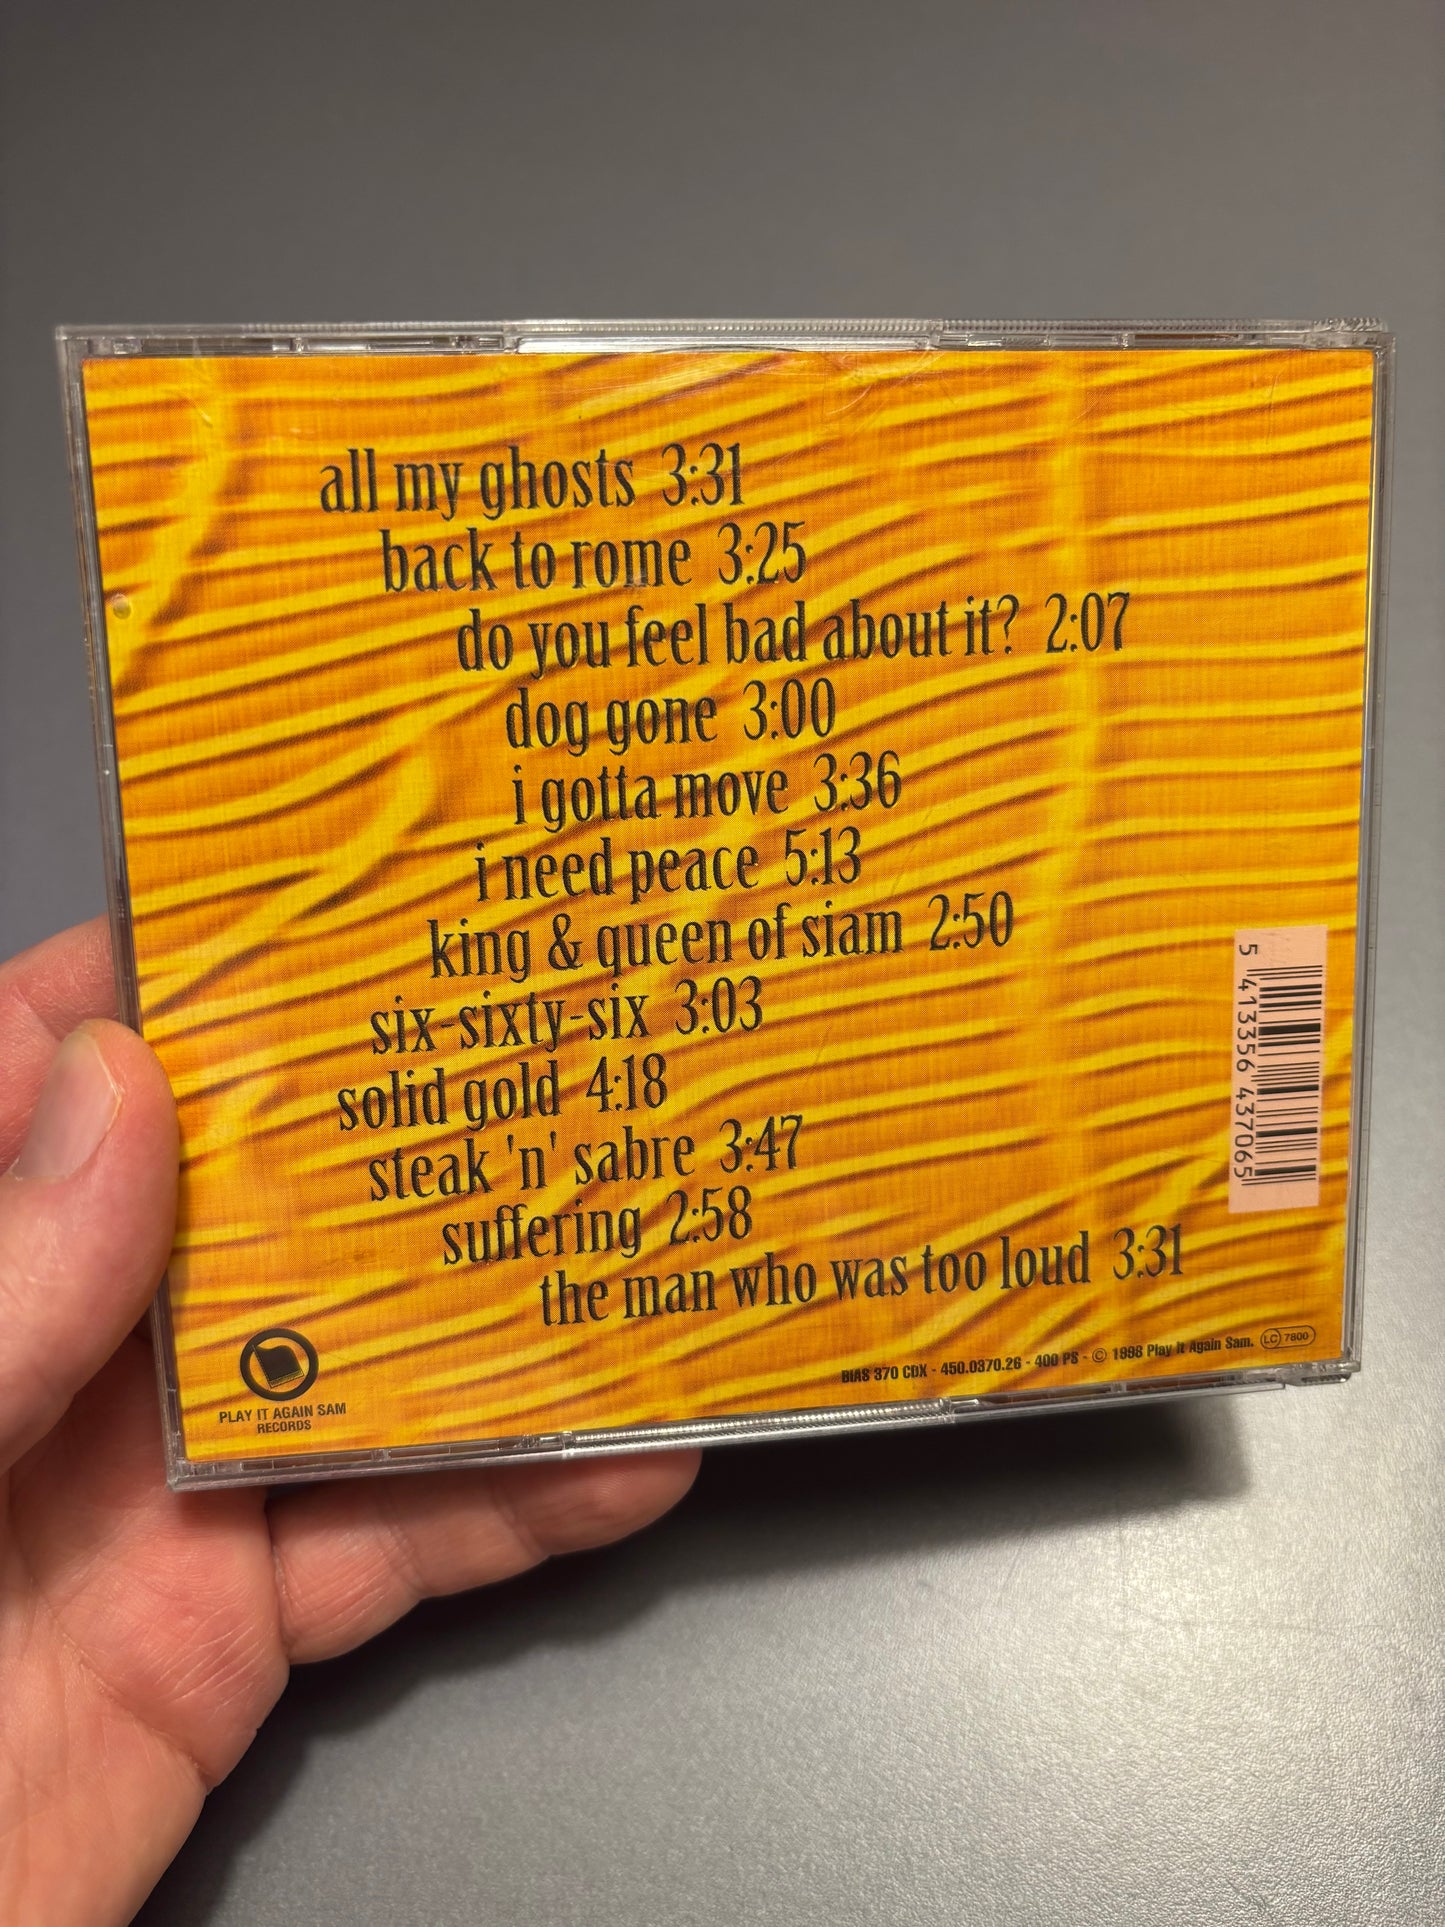 all my ghosts 3:31
back to rome 3:25
do you feel bad about it? 2:07
dog gone 3:00
i gotta move 3:36
i need peace 5:13
king & queen of siam 2:50
six-sixty-six 3:03
solid gold 4:18
steak 'n' sabre 3:47
suffering 2:58
the man who was too loud 3:31
5 413356 437065
BIAS 370 CDX - 450.0370.26 - 400 PS - © 1998 Play It Again Sam. LC 7800
PLAY IT AGAIN SAM
RECORDS